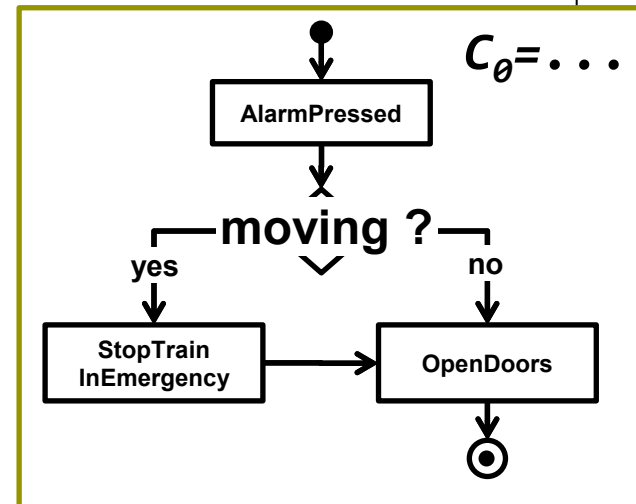 C₀=...
AlarmPressed
moving ?
yes
no
StopTrain
InEmergency
OpenDoors